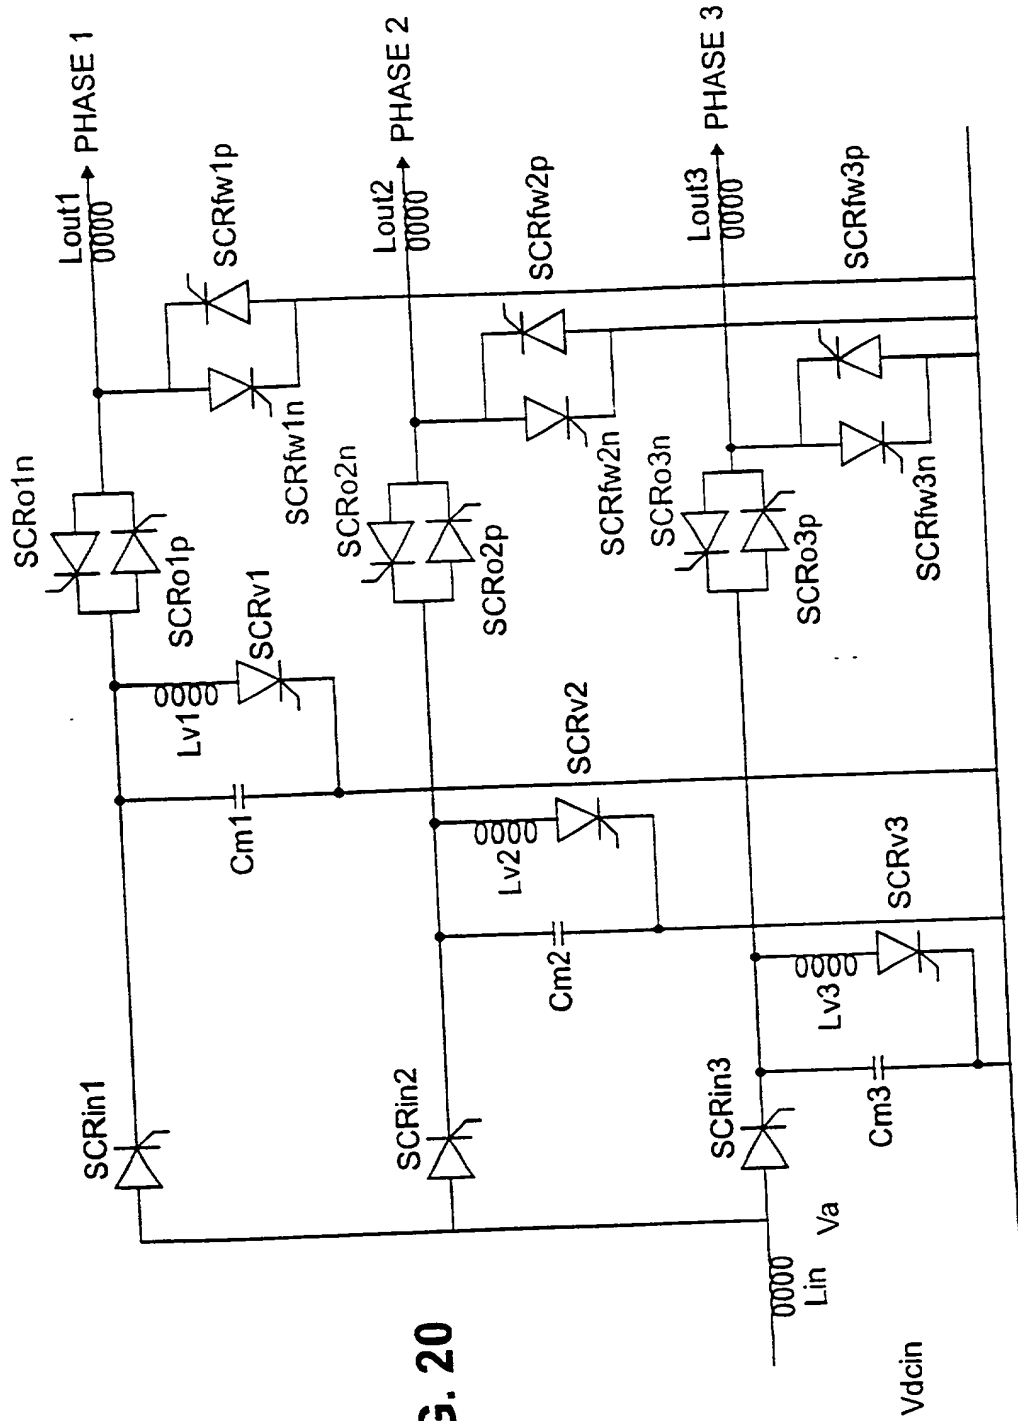 G. 20
Vdcin
Lin
Va
SCRin1
SCRin2
SCRin3
Cm1
Cm2
Cm3
Lv1
Lv2
Lv3
SCRv1
SCRv2
SCRv3
SCRo1n
SCRo1p
SCRo2n
SCRo2p
SCRo3n
SCRo3p
SCRfw1n
SCRfw1p
SCRfw2n
SCRfw2p
SCRfw3n
SCRfw3p
Lout1
PHASE 1
Lout2
PHASE 2
Lout3
PHASE 3